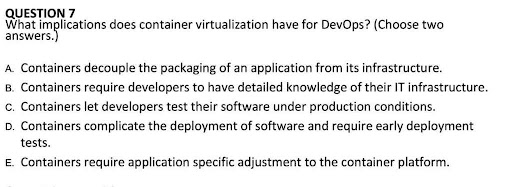 QUESTION 7
What implications does container virtualization have for DevOps? (Choose two
answers.)
A. Containers decouple the packaging of an application from its infrastructure.
B. Containers require developers to have detailed knowledge of their IT infrastructure.
C. Containers let developers test their software under production conditions.
D. Containers complicate the deployment of software and require early deployment
tests.
E. Containers require application specific adjustment to the container platform.